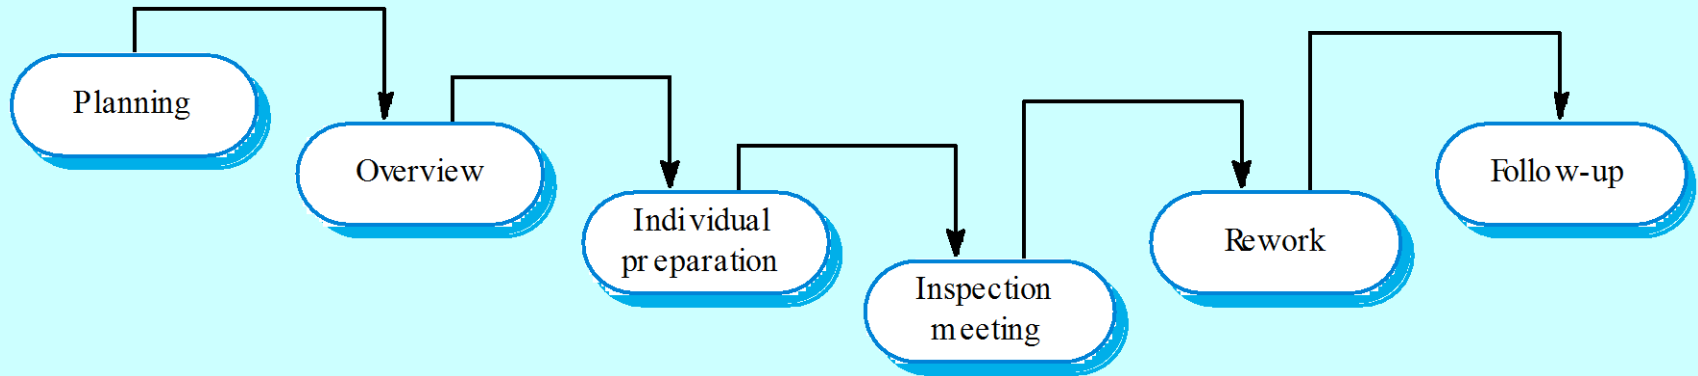 Planning
Overview
Individual
preparation
Inspection
meeting
Rework
Follow-up